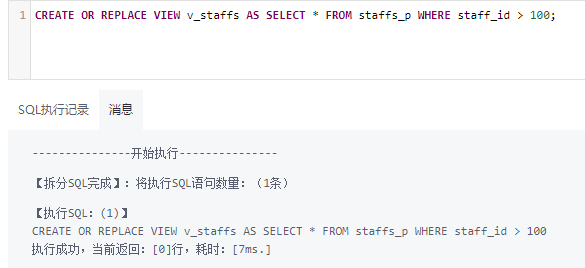 1 CREATE OR REPLACE VIEW v_staffs AS SELECT * FROM staffs_p WHERE staff_id > 100;
SQL执行记录 消息
---------------开始执行---------------
【拆分SQL完成】：将执行SQL语句数量：（1条）
【执行SQL：(1)】
CREATE OR REPLACE VIEW v_staffs AS SELECT * FROM staffs_p WHERE staff_id > 100
执行成功，当前返回：[0]行，耗时：[7ms.]